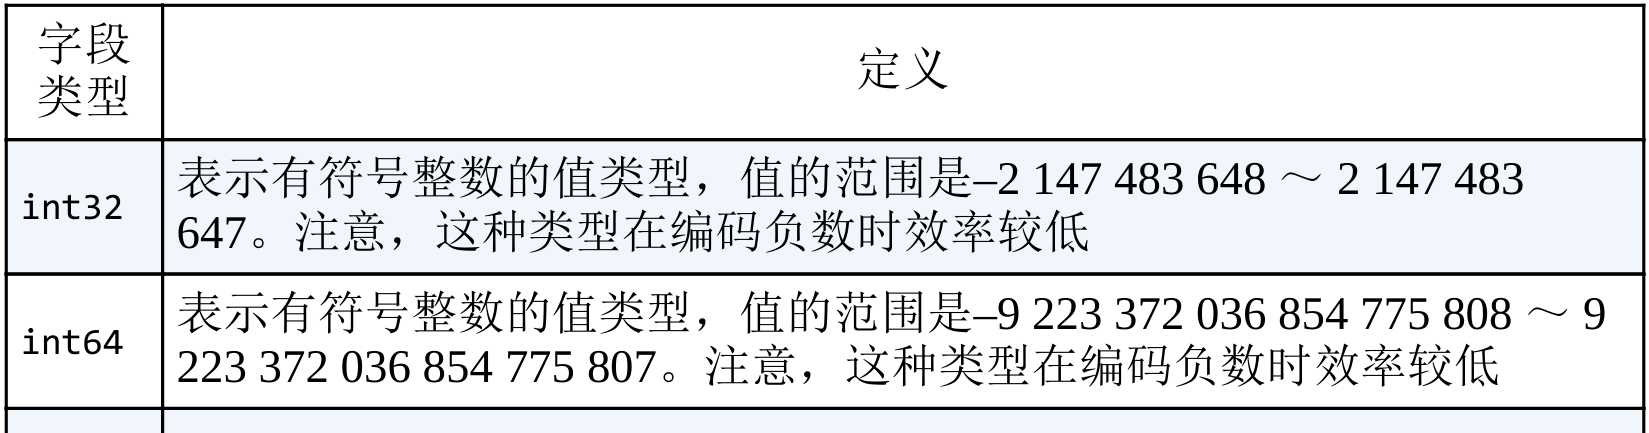 字段
类型
定义
int32
表示有符号整数的值类型，值的范围是–2 147 483 648 ～ 2 147 483
647。注意，这种类型在编码负数时效率较低
int64
表示有符号整数的值类型，值的范围是–9 223 372 036 854 775 808 ～ 9
223 372 036 854 775 807。注意，这种类型在编码负数时效率较低